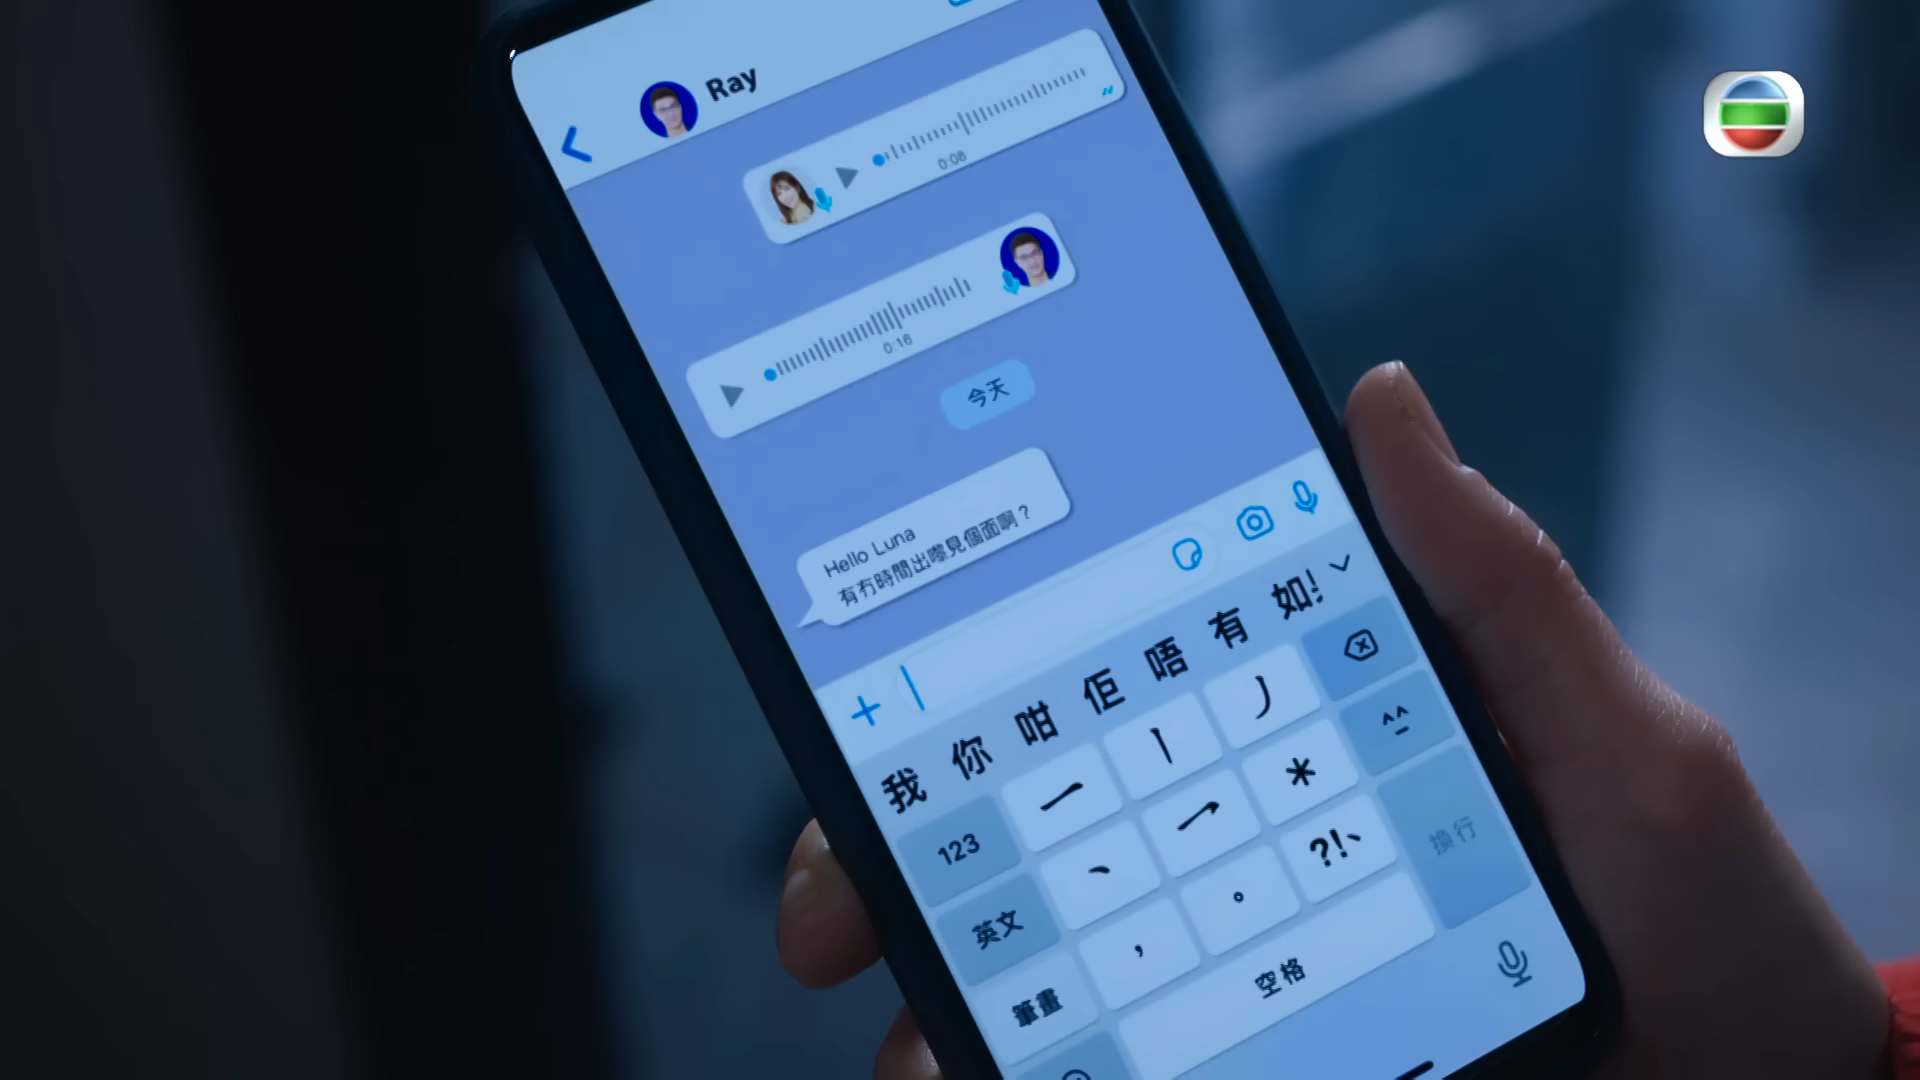 Ray
0:08
0:16
今天
Hello Luna
有冇時間出嚟見個面啊？
我 你 咁 佢 唔 有 如!
123
英文
?!、
，
。
換行
筆畫
空格